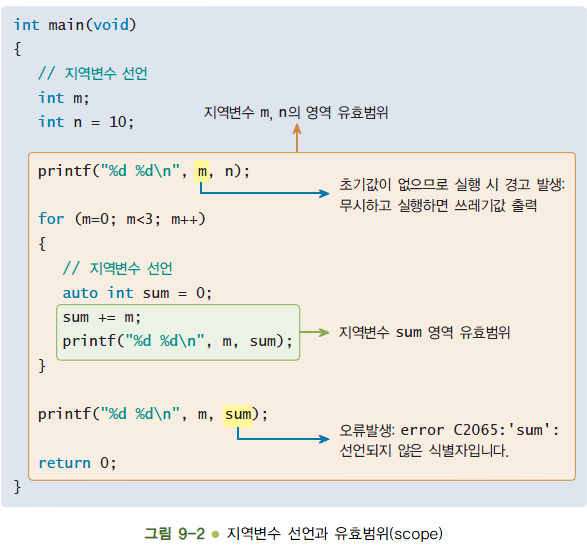 int main(void)
{
// 지역변수 선언
int m;
int n = 10;
지역변수 m, n의 영역 유효범위
printf("%d %d\n", m, n);
초기값이 없으므로 실행 시 경고 발생:
무시하고 실행하면 쓰레기값 출력
for (m=0; m<3; m++)
{
// 지역변수 선언
auto int sum = 0;
sum += m;
printf("%d %d\n", m, sum);
지역변수 sum 영역 유효범위
}
printf("%d %d\n", m, sum);
오류발생: error C2065:'sum':
선언되지 않은 식별자입니다.
return 0;
}
그림 9-2 ● 지역변수 선언과 유효범위(scope)